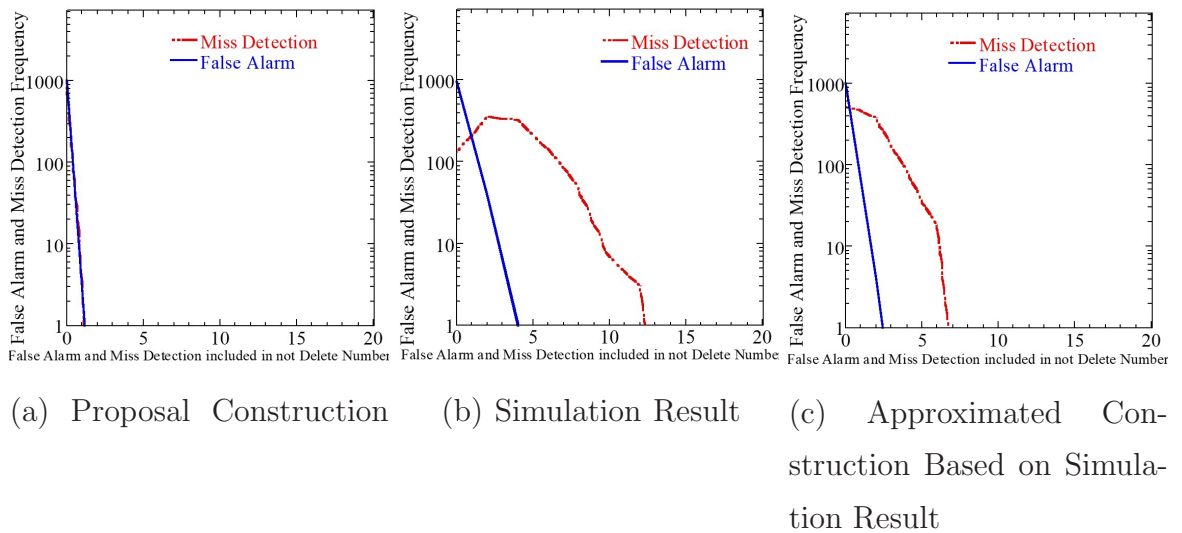 False Alarm and Miss Detection Frequency
Miss Detection
False Alarm
1000
100
10
1
0 5 10 15 20
False Alarm and Miss Detection included in not Delete Number
(a) Proposal Construction
False Alarm and Miss Detection Frequency
Miss Detection
False Alarm
1000
100
10
1
0 5 10 15 20
False Alarm and Miss Detection included in not Delete Number
(b) Simulation Result
False Alarm and Miss Detection Frequency
Miss Detection
False Alarm
1000
100
10
1
0 5 10 15 20
False Alarm and Miss Detection included in not Delete Number
(c) Approximated Con-
struction Based on Simula-
tion Result